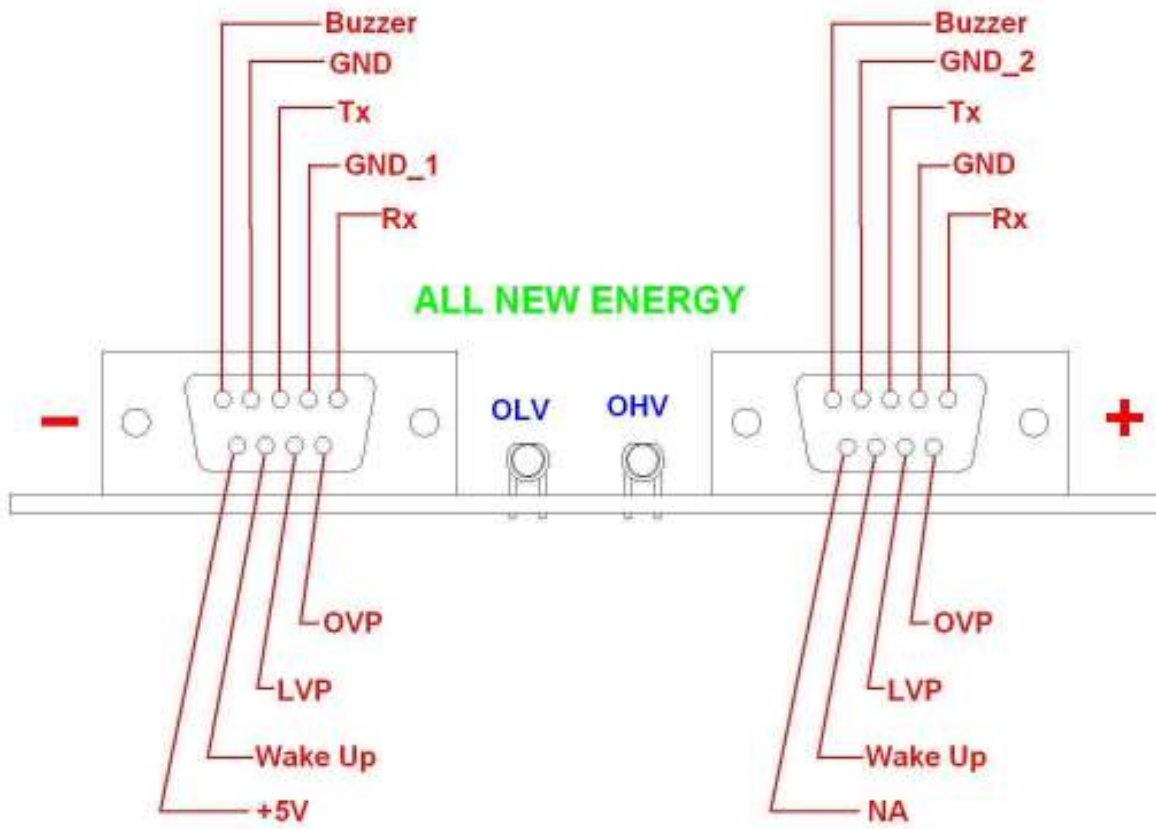 Buzzer
GND
Tx
GND_1
Rx
Buzzer
GND_2
Tx
GND
Rx
ALL NEW ENERGY
-
OLV
OHV
+
OVP
LVP
Wake Up
+5V
OVP
LVP
Wake Up
NA